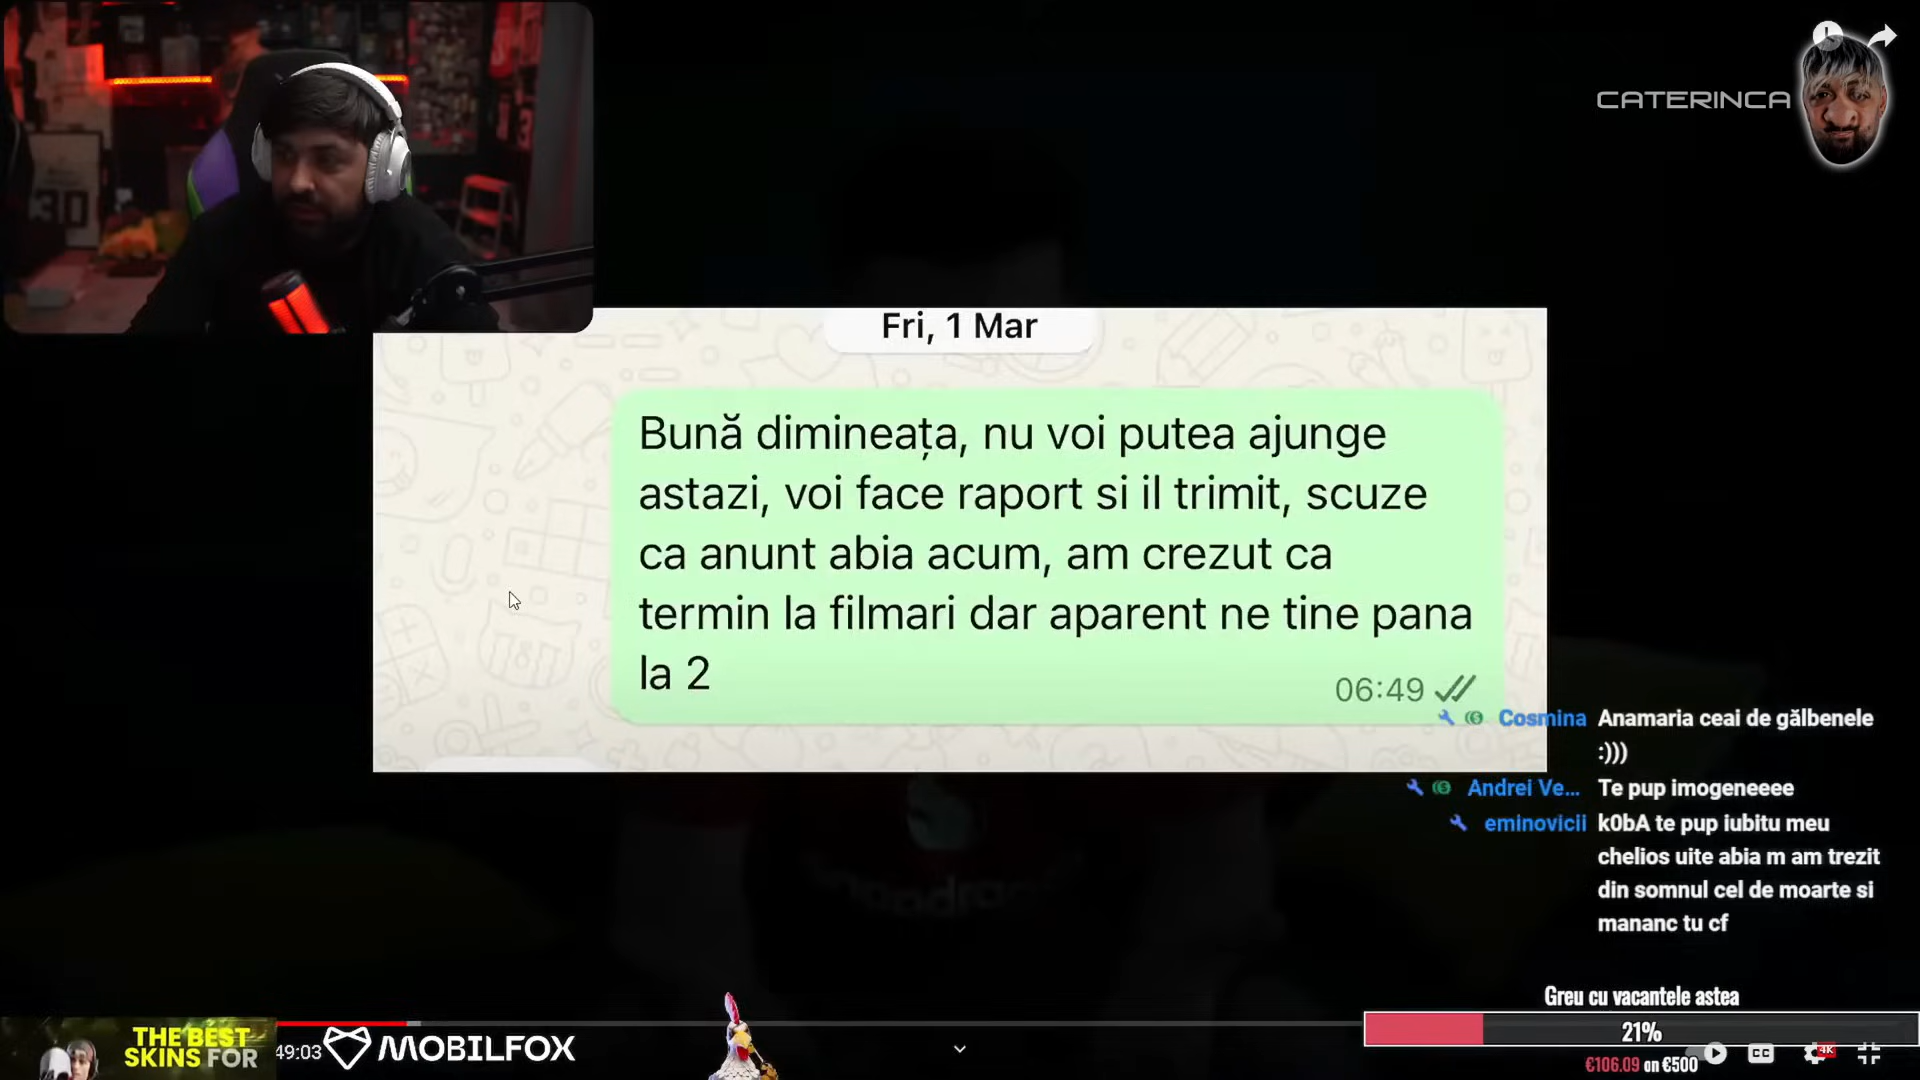 CATERINCA
30
Fri, 1 Mar
Bună dimineața, nu voi putea ajunge
astazi, voi face raport si il trimit, scuze
ca anunt abia acum, am crezut ca
termin la filmari dar aparent ne tine pana
la 2
06:49
Cosmina Anamaria ceai de gălbenele
:)))
Andrei Ve... Te pup imogeneeee
eminovicii k0bA te pup iubitu meu
chelios uite abia m am trezit
din somnul cel de moarte si
mananc tu cf
Greu cu vacantele astea
21%
€106.09 on €500
THE BEST
SKINS FOR
49:03
MOBILFOX
CC
4K